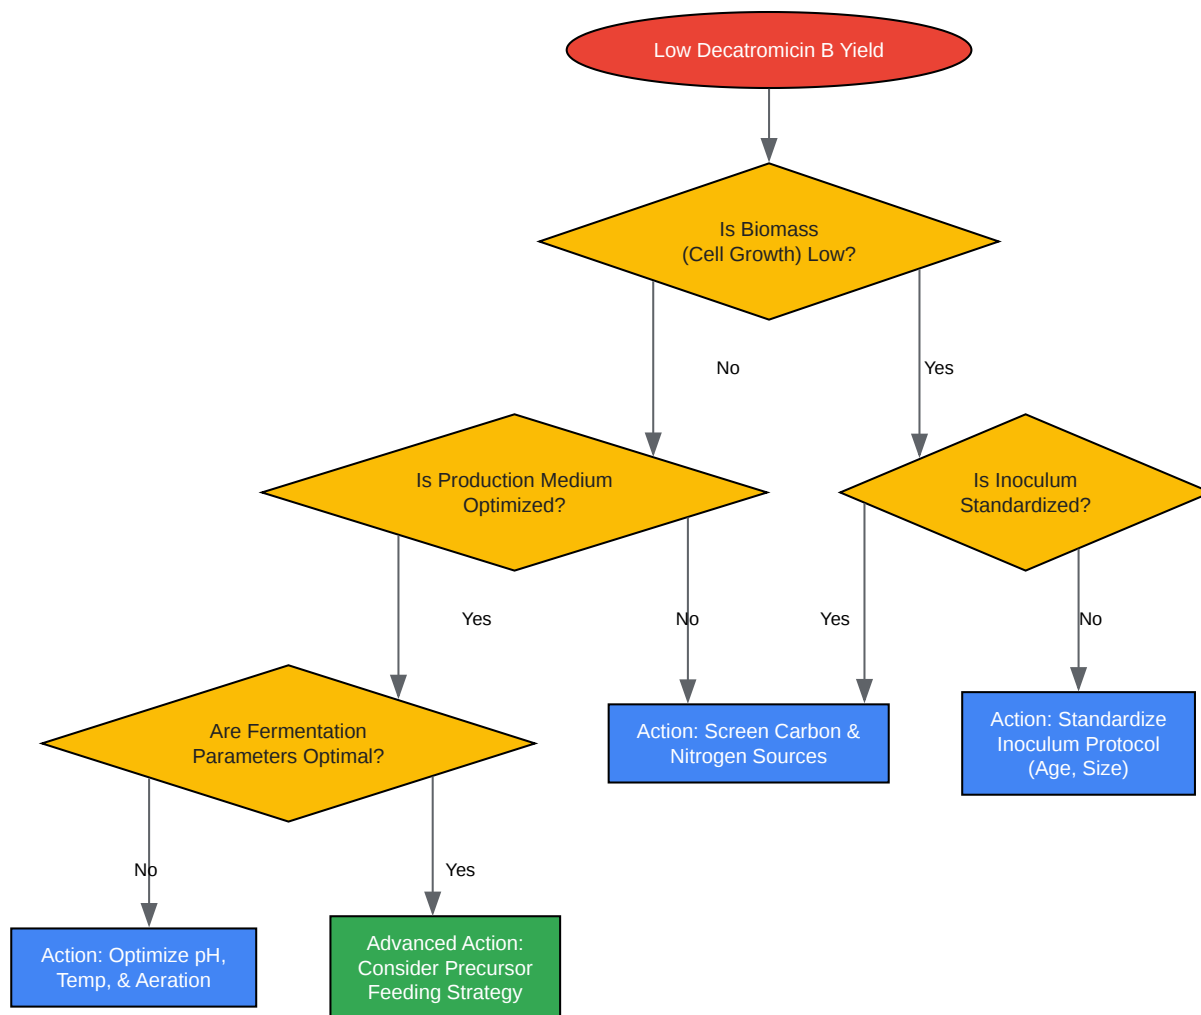 Low Decatromicin B Yield
Is Biomass
(Cell Growth) Low?
No
Yes
Is Production Medium
Optimized?
Is Inoculum
Standardized?
Yes
No
Yes
No
Are Fermentation
Parameters Optimal?
Action: Screen Carbon &
Nitrogen Sources
Action: Standardize
Inoculum Protocol
(Age, Size)
No
Yes
Action: Optimize pH,
Temp, & Aeration
Advanced Action:
Consider Precursor
Feeding Strategy